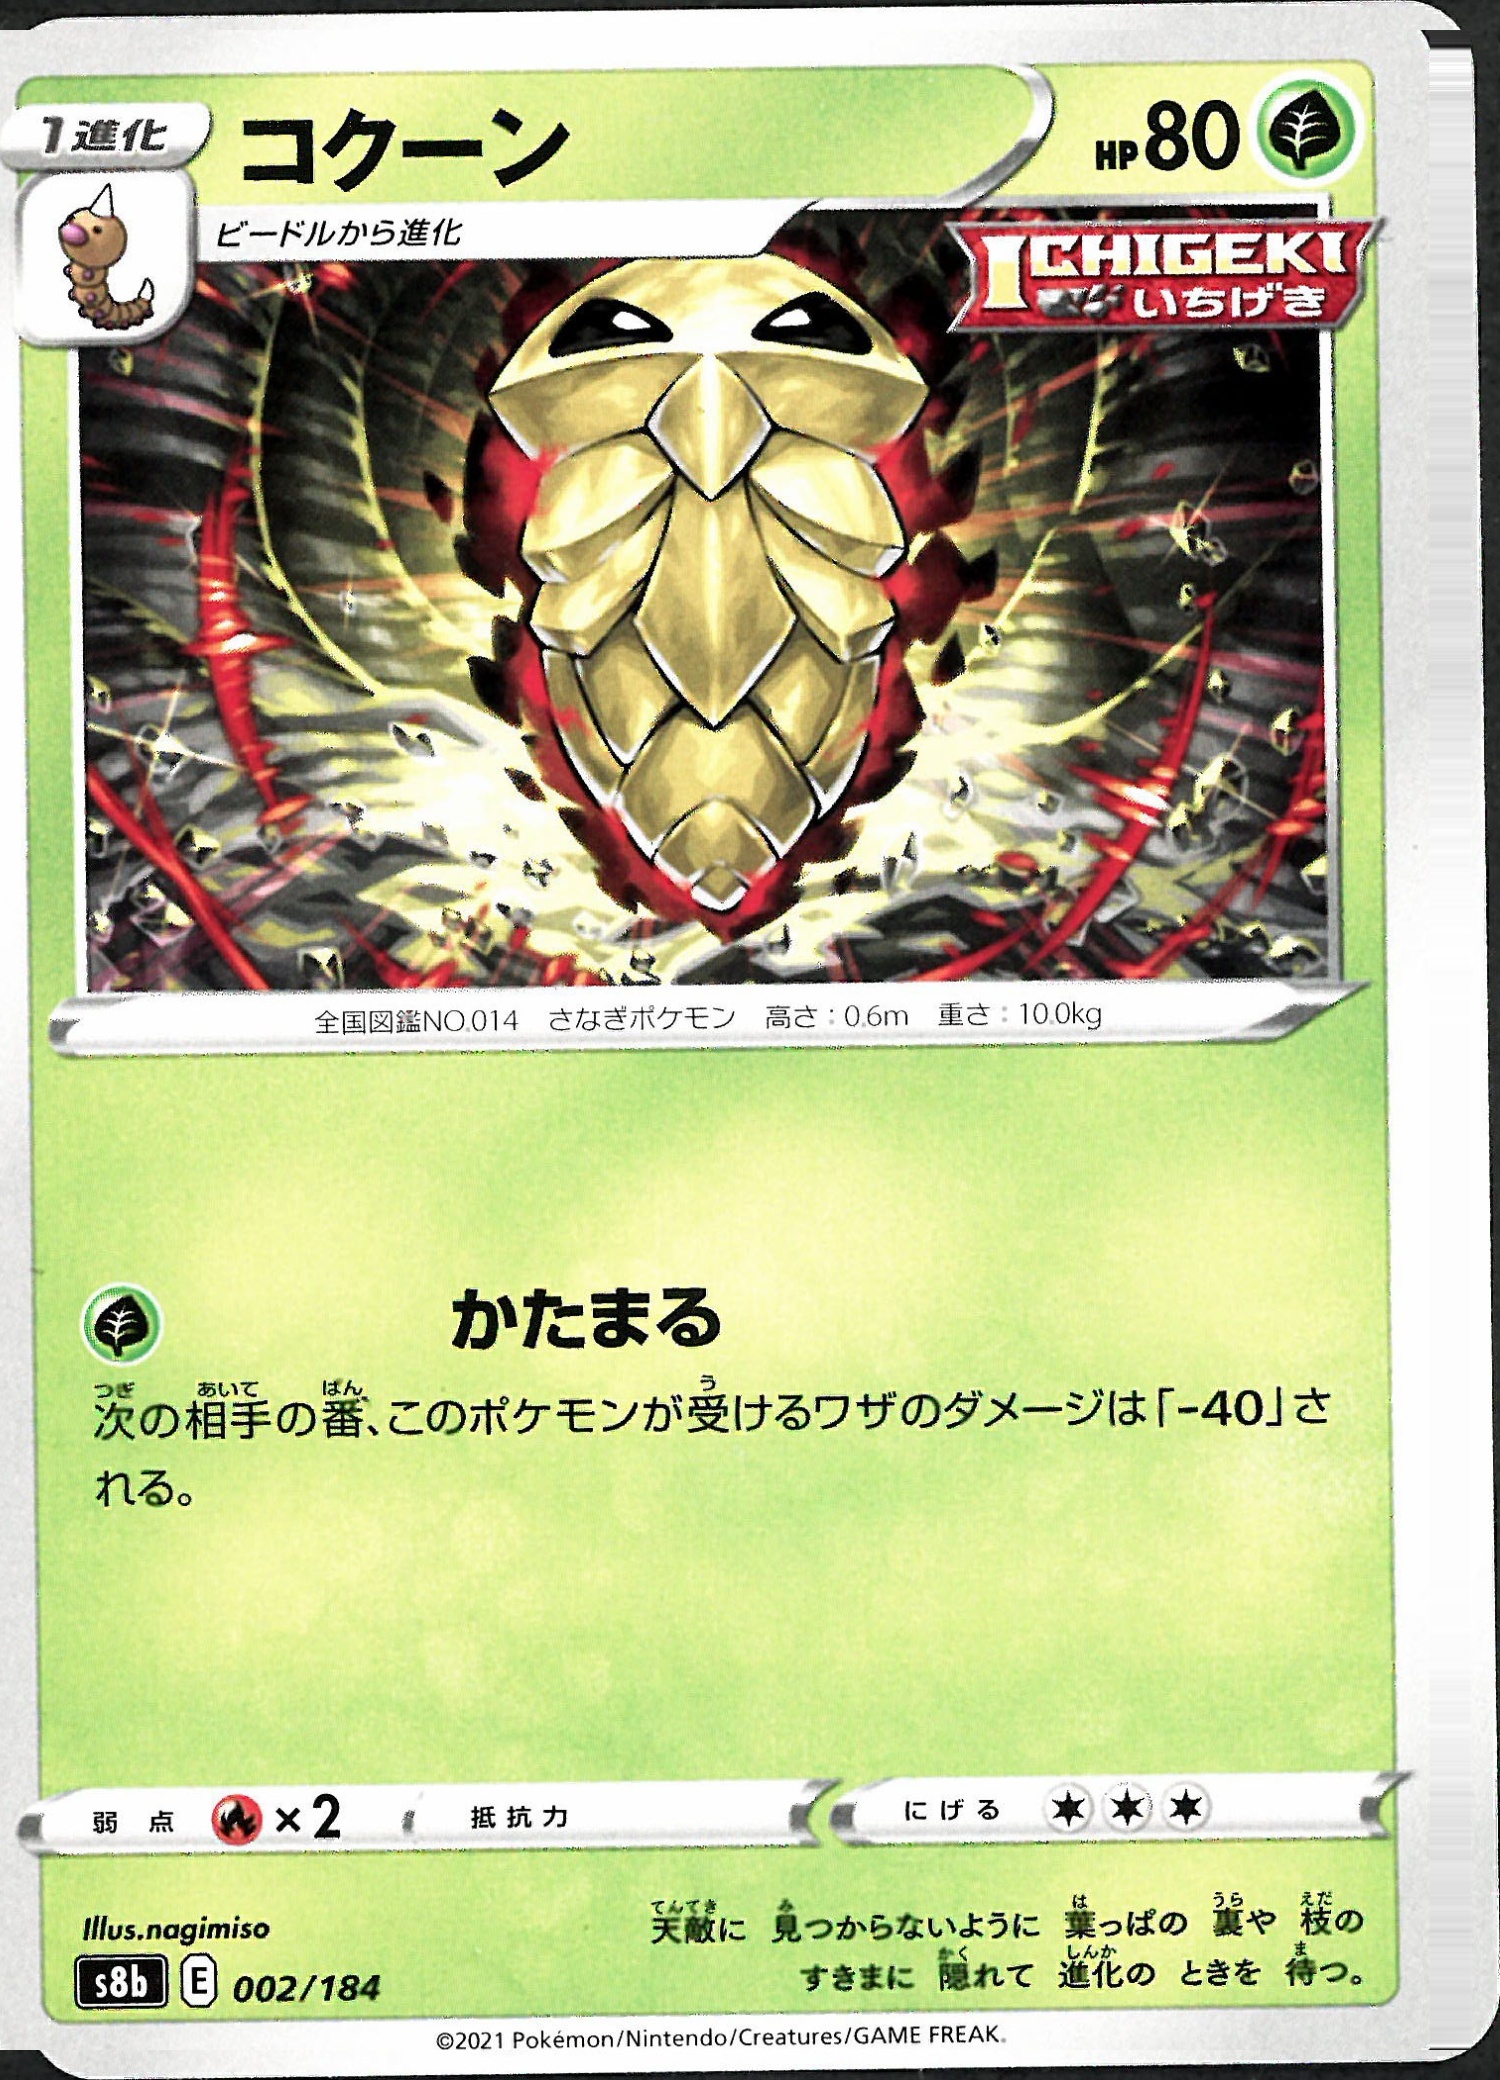 1進化
コクーン
HP80
ビードルから進化
ICHIGEKI
いちげき
全国図鑑NO.014 さなぎポケモン 高さ：0.6m 重さ：10.0kg
かたまる
次の相手の番、このポケモンが受けるワザのダメージは「-40」さ
れる。
弱点 ×2 抵抗力 にげる
Illus.nagimiso
天敵に 見つからないように 葉っぱの 裏や 枝の
すきまに 隠れて 進化の ときを 待つ。
s8b E 002/184
©2021 Pokémon/Nintendo/Creatures/GAME FREAK.